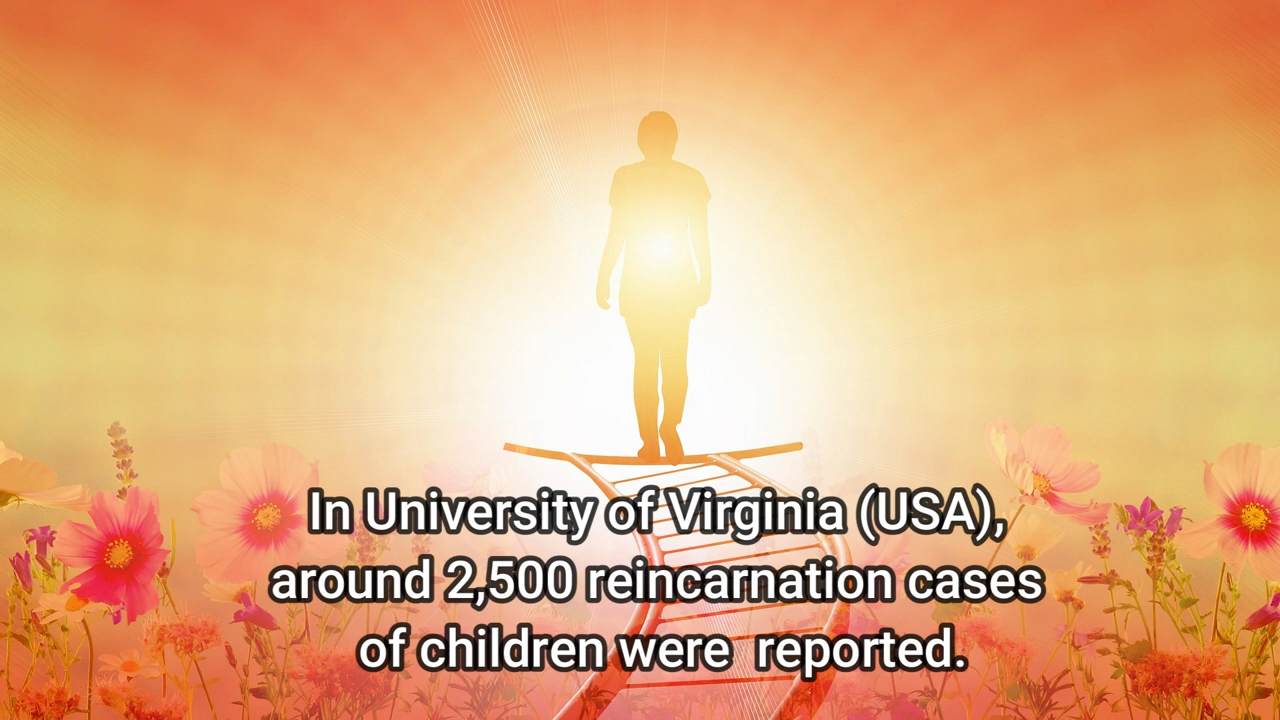 In University of Virginia (USA),
around 2,500 reincarnation cases
of children were  reported.